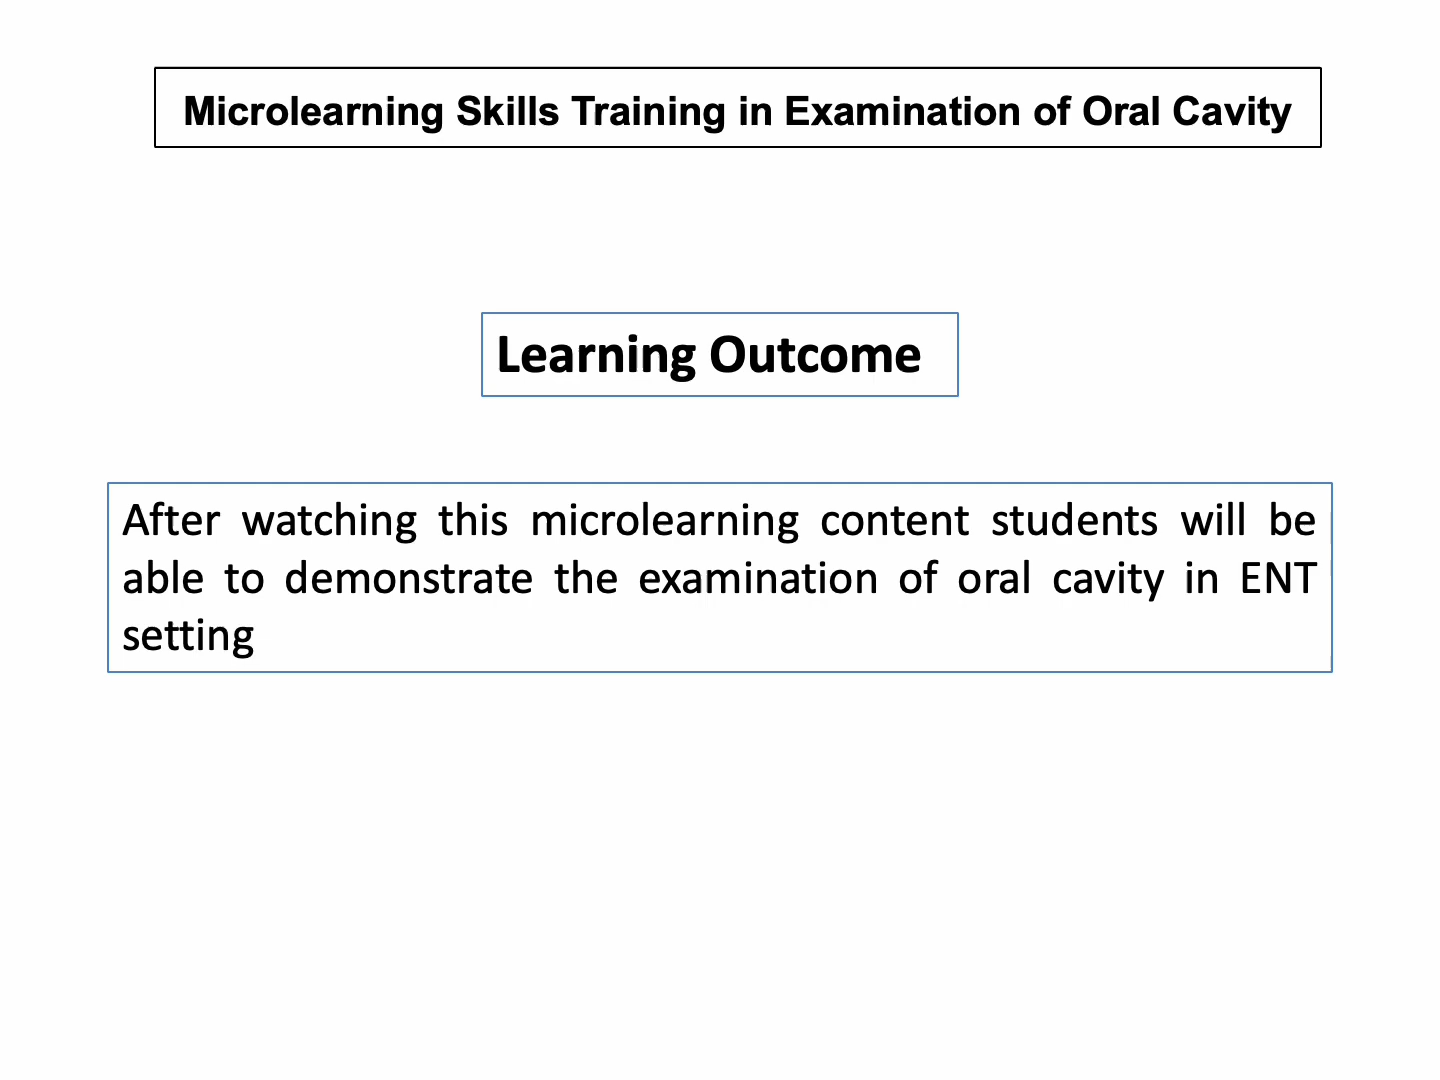 Microlearning Skills Training in Examination of Oral Cavity
Learning Outcome
After watching this microlearning content students will be
able to demonstrate the examination of oral cavity in ENT
setting